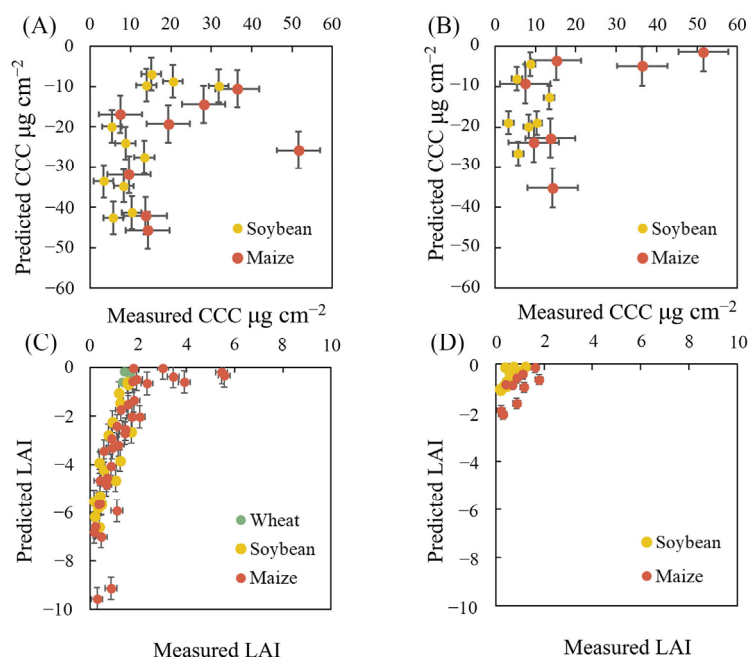 (A)
0 10 20 30 40 50 60
0
−10
−20
−30
−40
−50
−60
Predicted CCC μg cm−2
Soybean
Maize
Measured CCC μg cm−2
(B)
0 10 20 30 40 50 60
0
−10
−20
−30
−40
−50
−60
Predicted CCC μg cm−2
Soybean
Maize
Measured CCC μg cm−2
(C)
0 2 4 6 8 10
0
−2
−4
−6
−8
−10
Predicted LAI
Wheat
Soybean
Maize
Measured LAI
(D)
0 2 4 6 8 10
0
−2
−4
−6
−8
−10
Predicted LAI
Soybean
Maize
Measured LAI